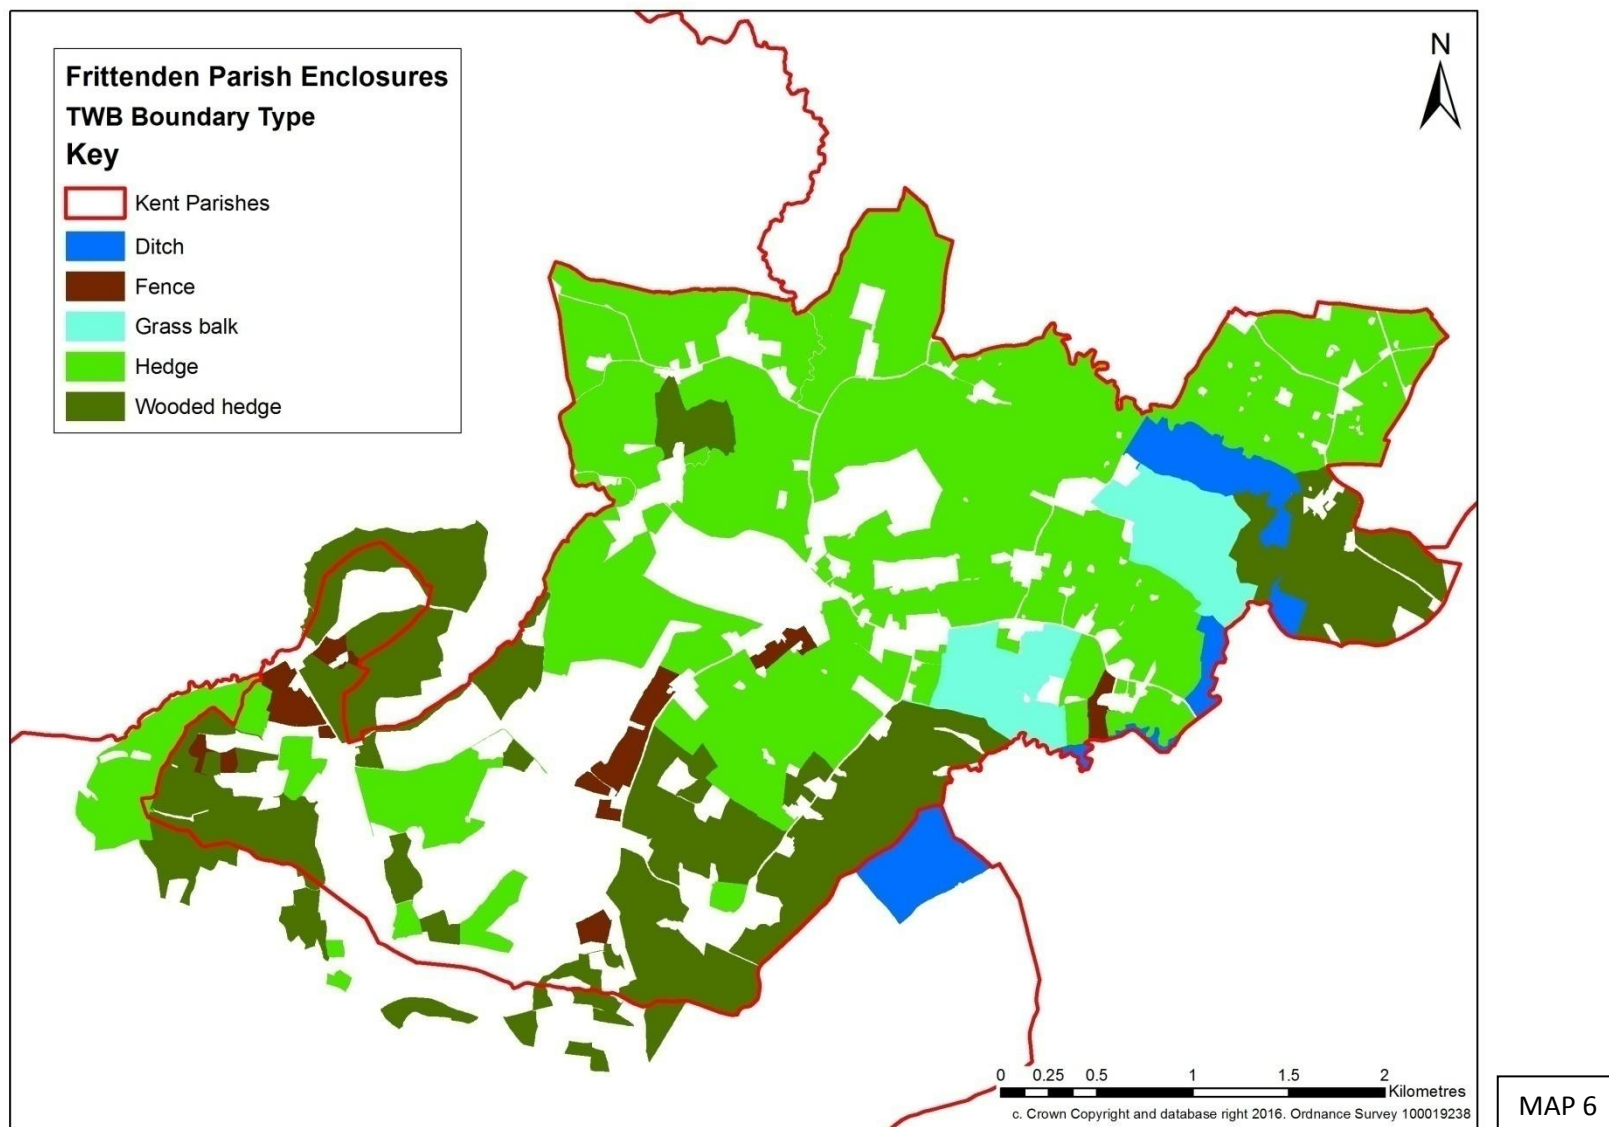 Frittenden Parish Enclosures
TWB Boundary Type
Key
Kent Parishes
Ditch
Fence
Grass balk
Hedge
Wooded hedge
N
0 0.25 0.5 1 1.5 2
Kilometres
c. Crown Copyright and database right 2016. Ordnance Survey 100019238
MAP 6